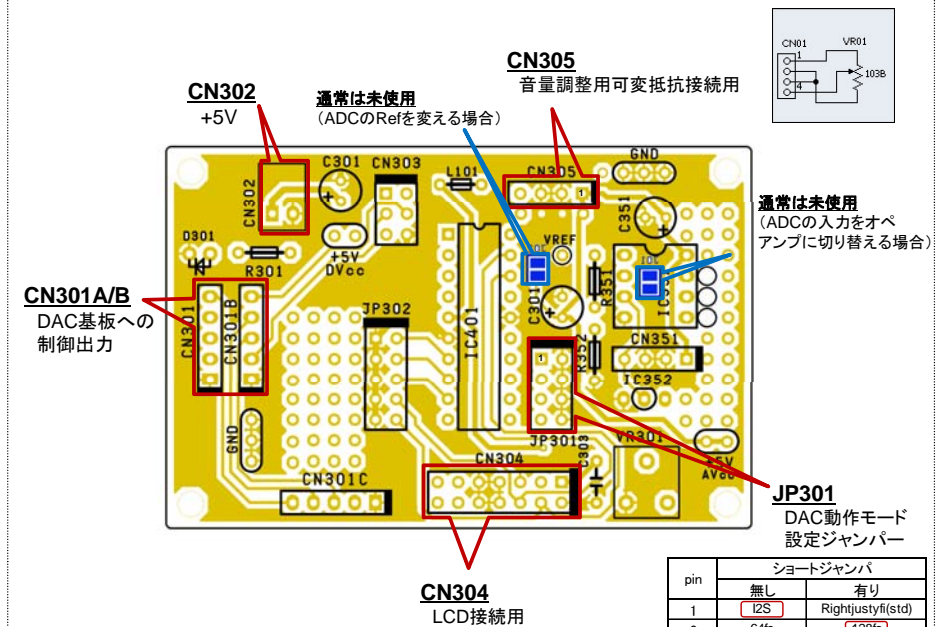 CN01
VR01
1
4
103B
CN305
音量調整用可変抵抗接続用
CN302
+5V
通常は未使用
（ADCのRefを変える場合）
通常は未使用
（ADCの入力をオペ
アンプに切り替える場合）
CN301A/B
DAC基板への
制御出力
C301
CN303
L101
CN305
1
GND
CN302
C351
D301
R301
+5V
DVcc
VREF
R351
CN301
CN301B
JP302
IC401
C301
1
R352
CN351
IC352
GND
JP301
C303
VR301
+5V
AVcc
CN304
CN301C
JP301
DAC動作モード
設定ジャンパー
CN304
LCD接続用
pin
ショートジャンパ
無し
有り
1
I2S
Rightjustyfi(std)